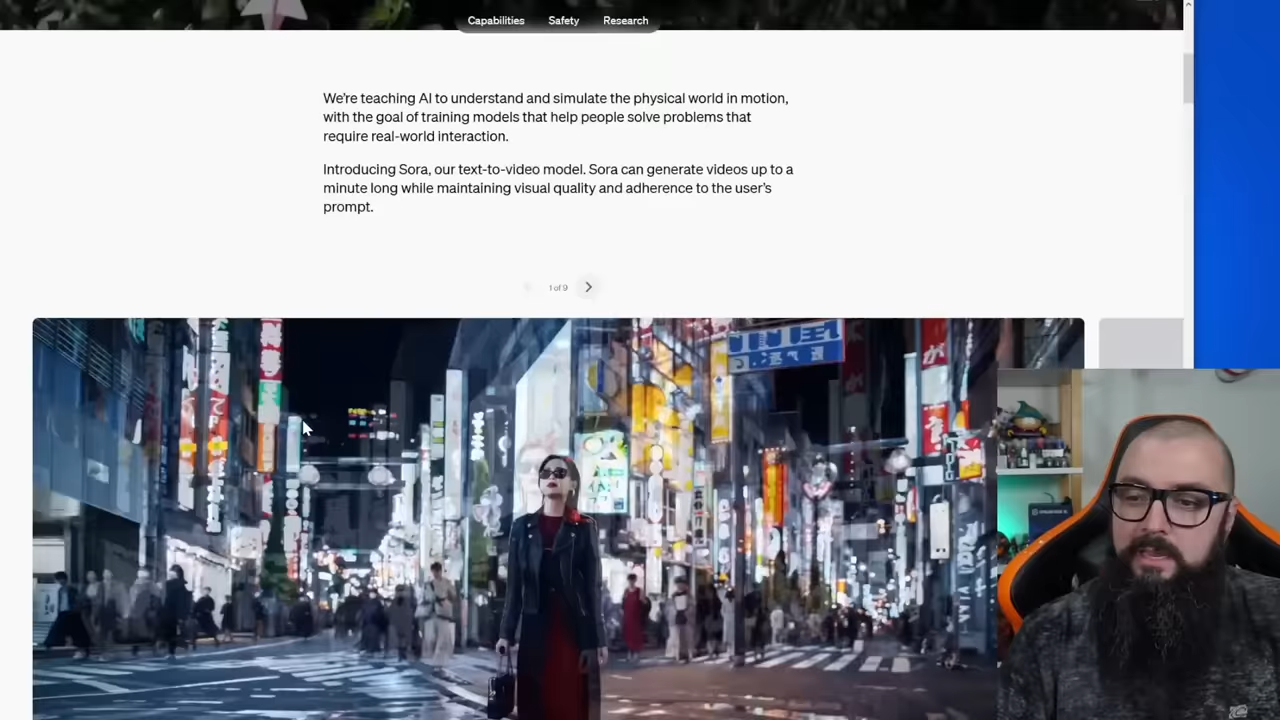 Capabilities Safety Research
We're teaching AI to understand and simulate the physical world in motion,
with the goal of training models that help people solve problems that
require real-world interaction.
Introducing Sora, our text-to-video model. Sora can generate videos up to a
minute long while maintaining visual quality and adherence to the user's
prompt.
1 of 9